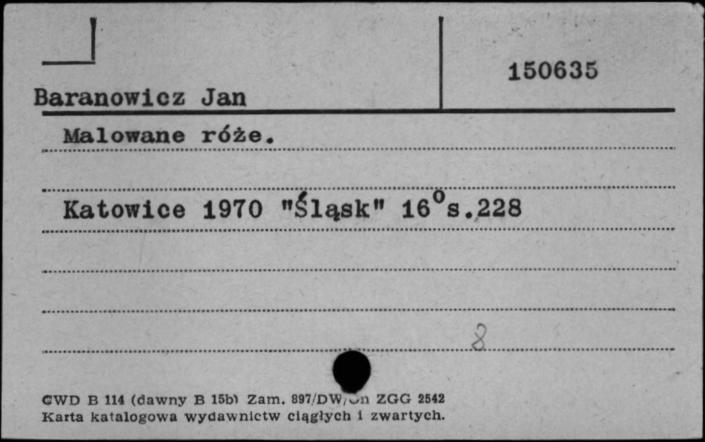 150635
Baranowicz Jan
Malowane róże.
Katowice 1970 "Śląsk" 16° s.228
8
CWD B 114 (dawny B 15b) Zam. 897/DW/ ZGG 2542
Karta katalogowa wydawnictw ciągłych i zwartych.